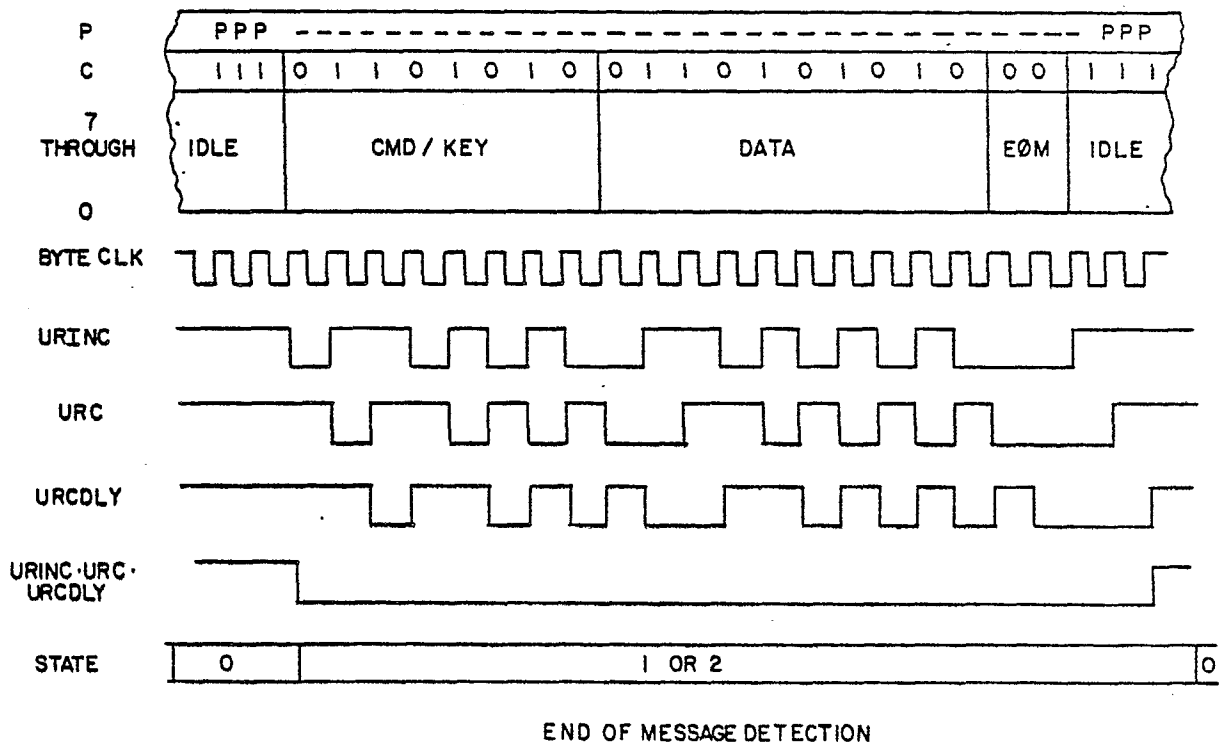 P PPP PPP
C 1 1 1 0 1 1 0 1 0 1 0 0 1 1 0 1 0 1 0 1 0 0 0 1 1 1
7
THROUGH IDLE CMD / KEY DATA EØM IDLE
0
BYTE CLK
URINC
URC
URCDLY
URINC·URC·
URCDLY
STATE 0 1 OR 2 0
END OF MESSAGE DETECTION